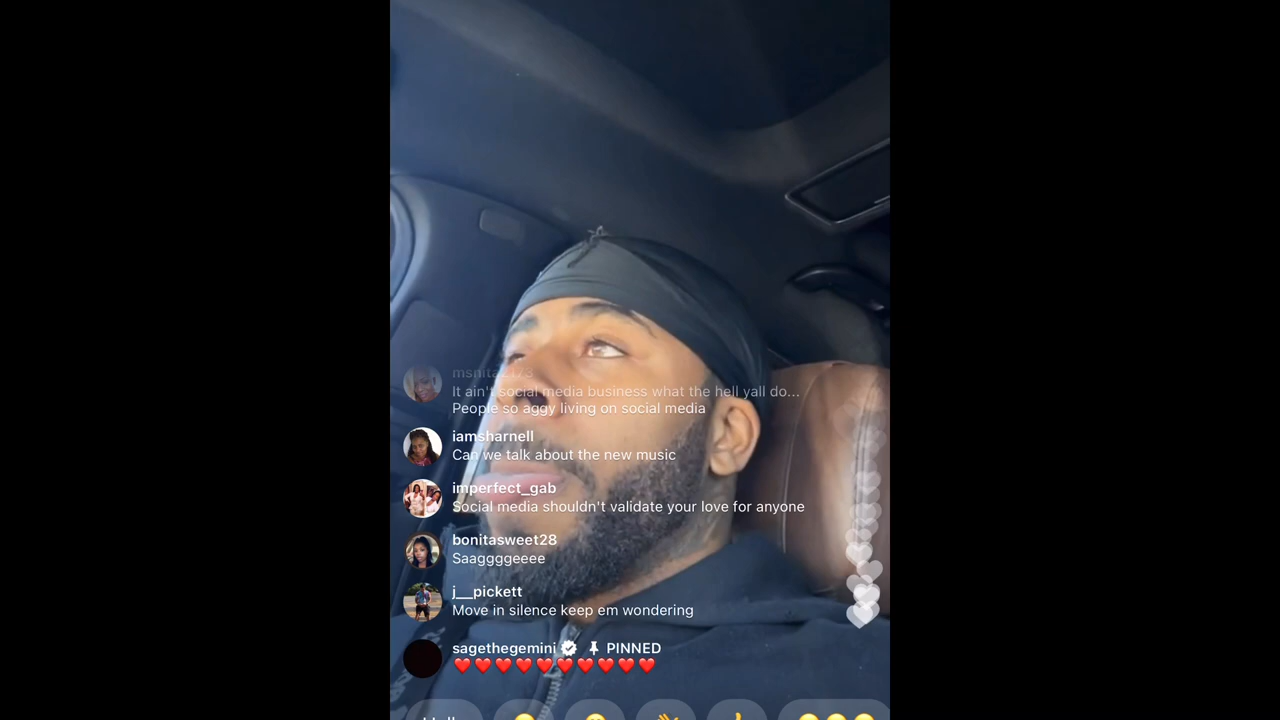 It ain't social media business what the hell yall do...
People so aggy living on social media
iamsharnell
Can we talk about the new music
imperfect_gab
Social media shouldn't validate your love for anyone
bonitasweet28
Saaggggeeee
j__pickett
Move in silence keep em wondering
sagethegemini PINNED